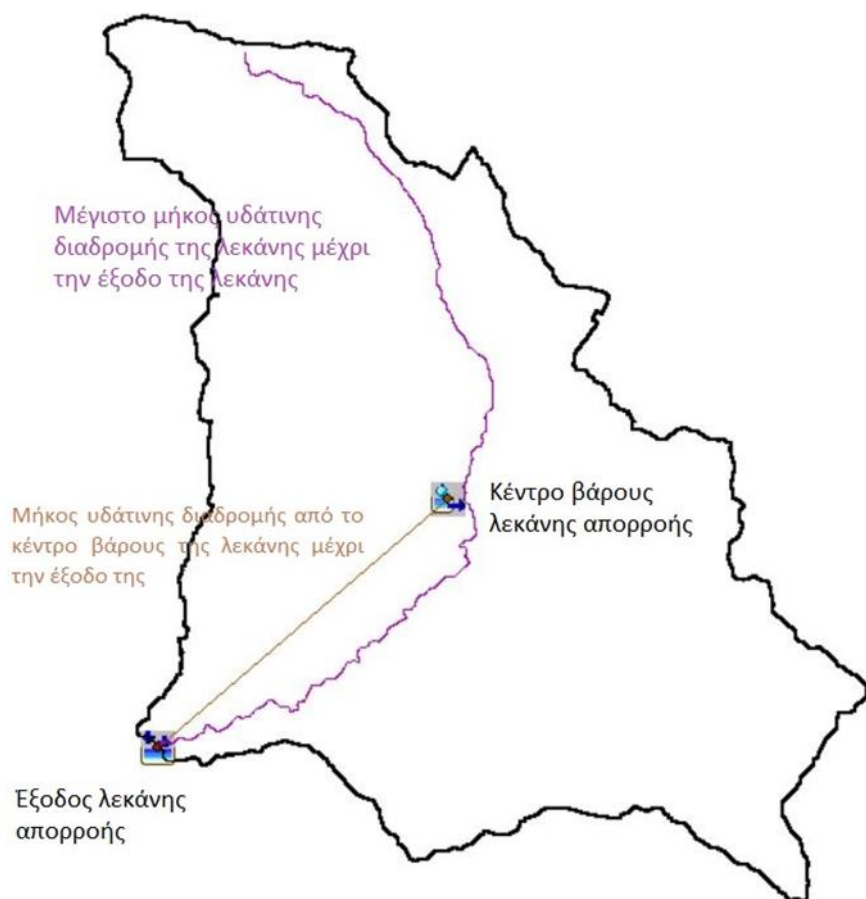 Μέγιστο μήκος υδάτινης
διαδρομής της λεκάνης μέχρι
την έξοδο της λεκάνης
Κέντρο βάρους
λεκάνης απορροής
Μήκος υδάτινης διαδρομής από το
κέντρο βάρους της λεκάνης μέχρι
την έξοδο της
Έξοδος λεκάνης
απορροής